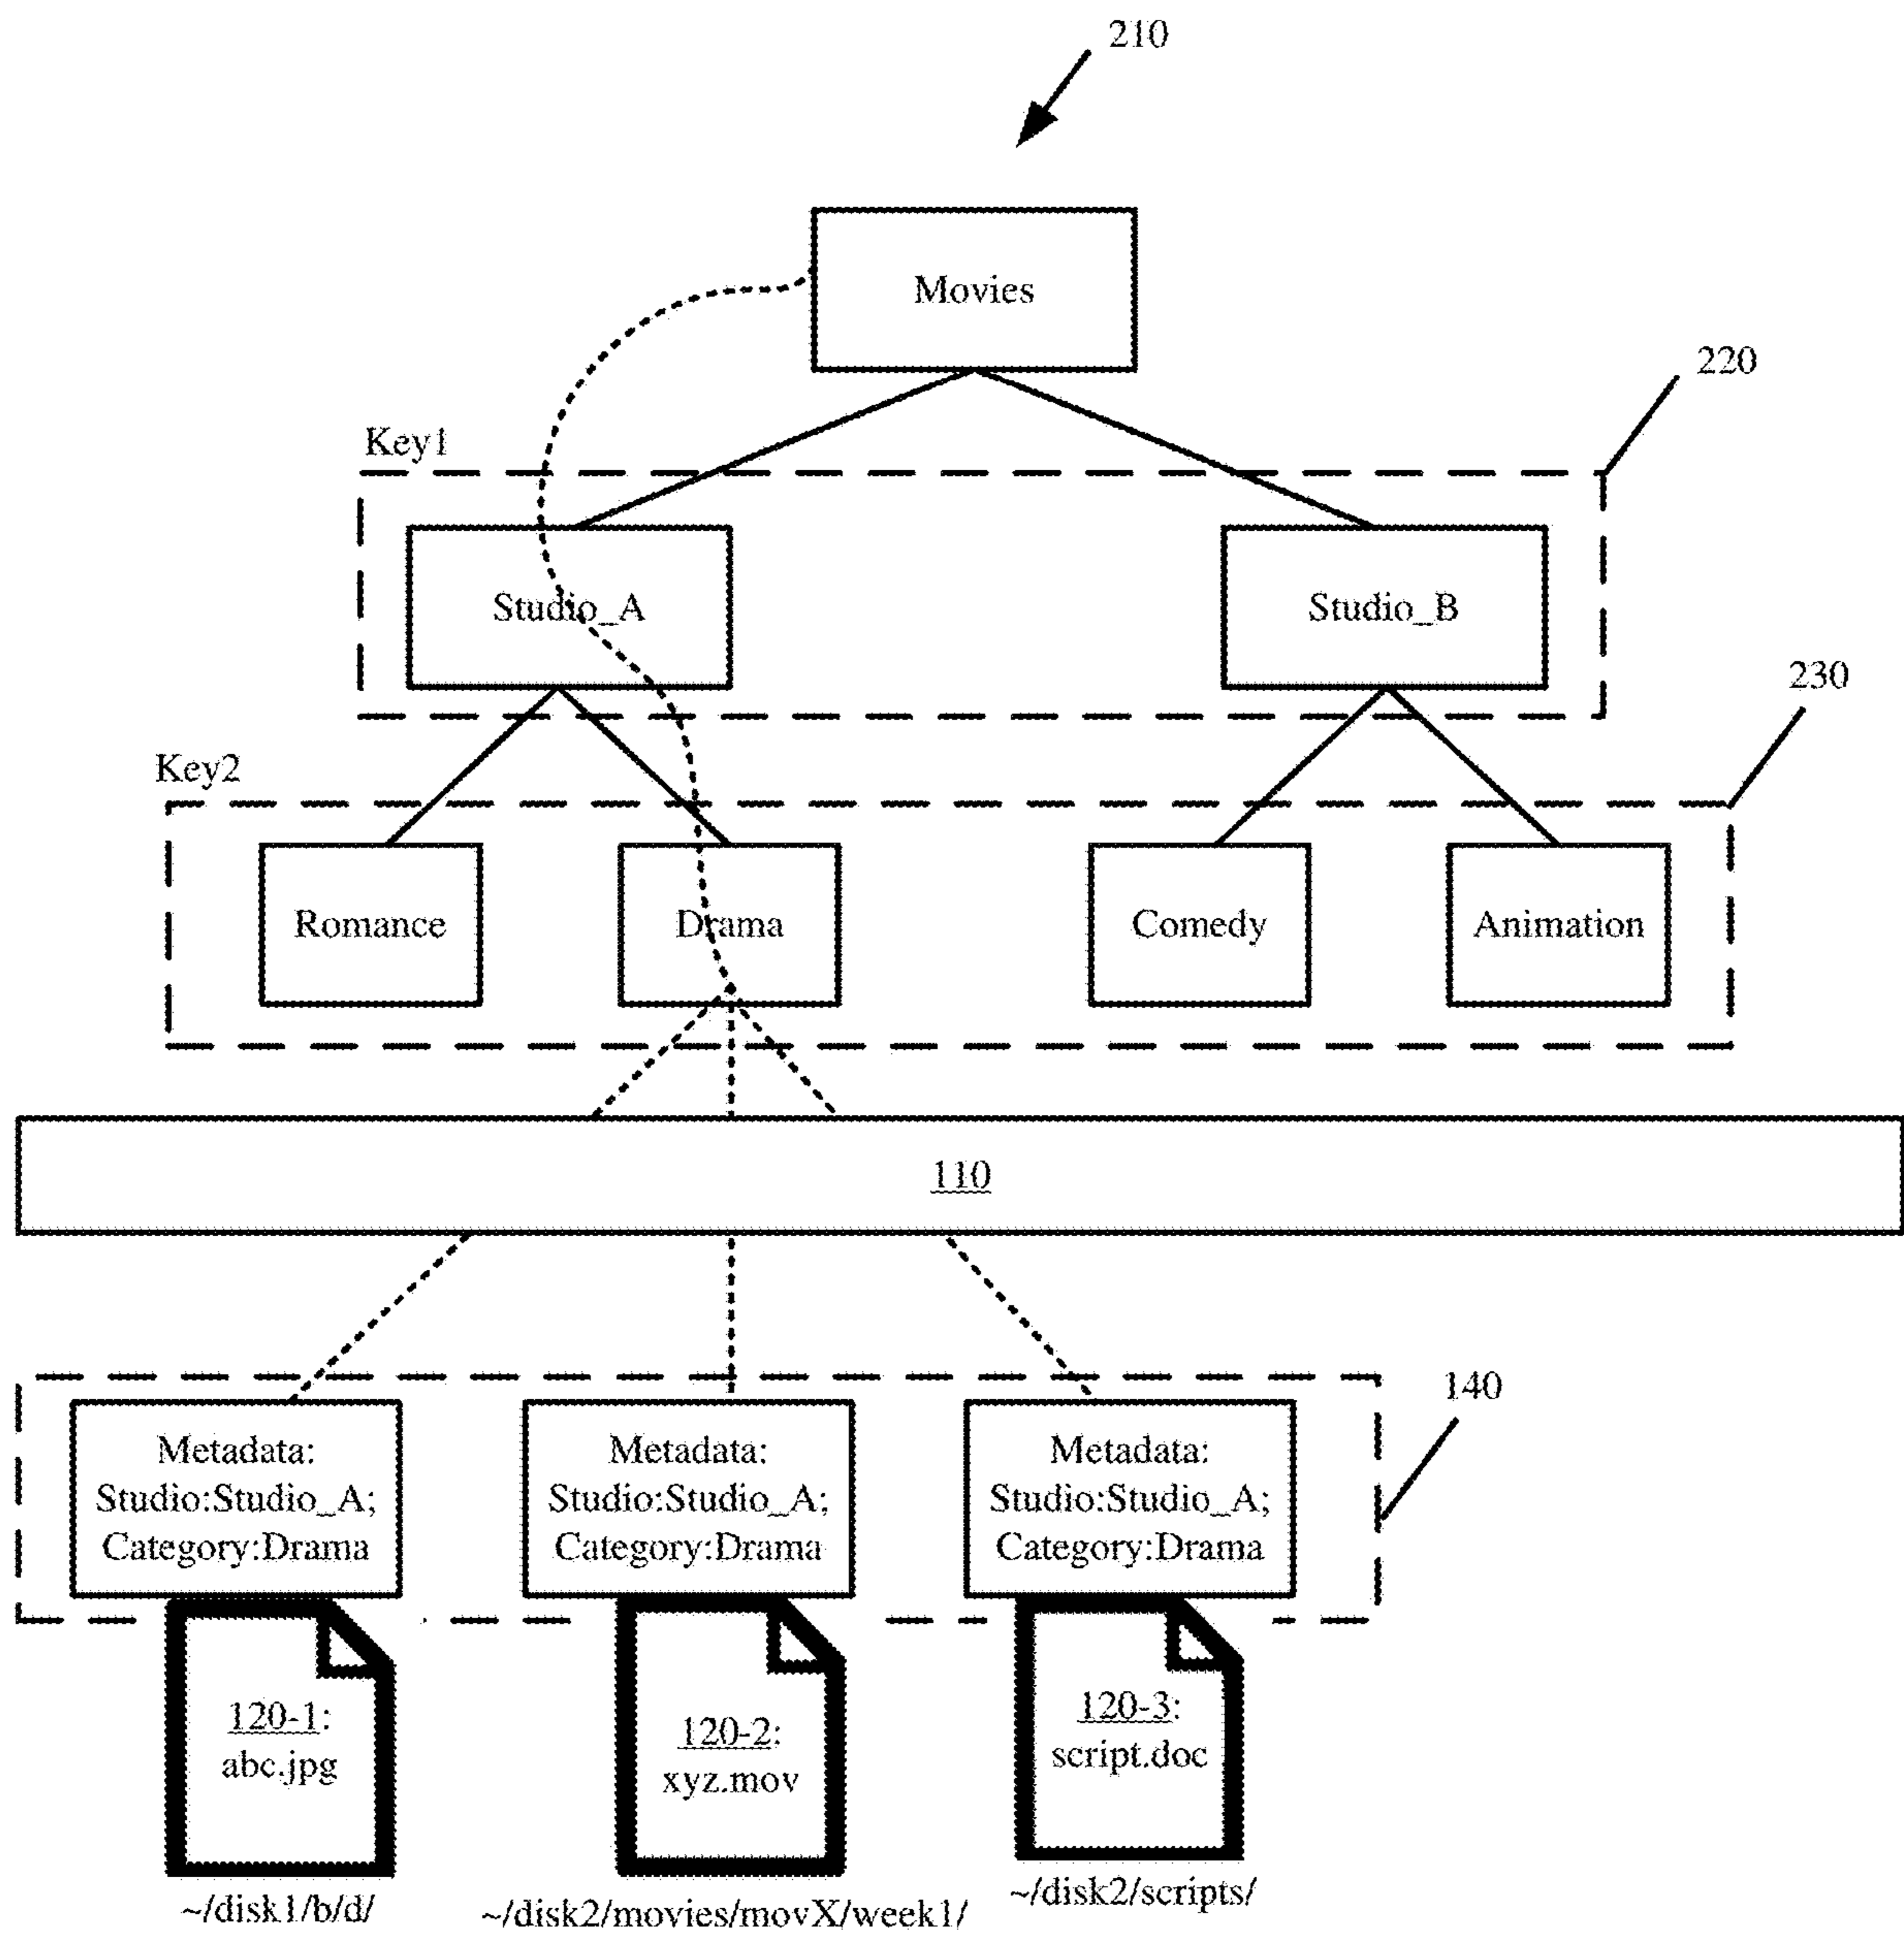 210
Movies
220
Key1
Studio_A
Studio_B
230
Key2
Romance
Drama
Comedy
Animation
110
140
Metadata:
Studio:Studio_A;
Category:Drama
Metadata:
Studio:Studio_A;
Category:Drama
Metadata:
Studio:Studio_A;
Category:Drama
120-1:
abc.jpg
120-2:
xyz.mov
120-3:
script.doc
~/disk1/b/d/
~/disk2/movies/movX/week1/
~/disk2/scripts/